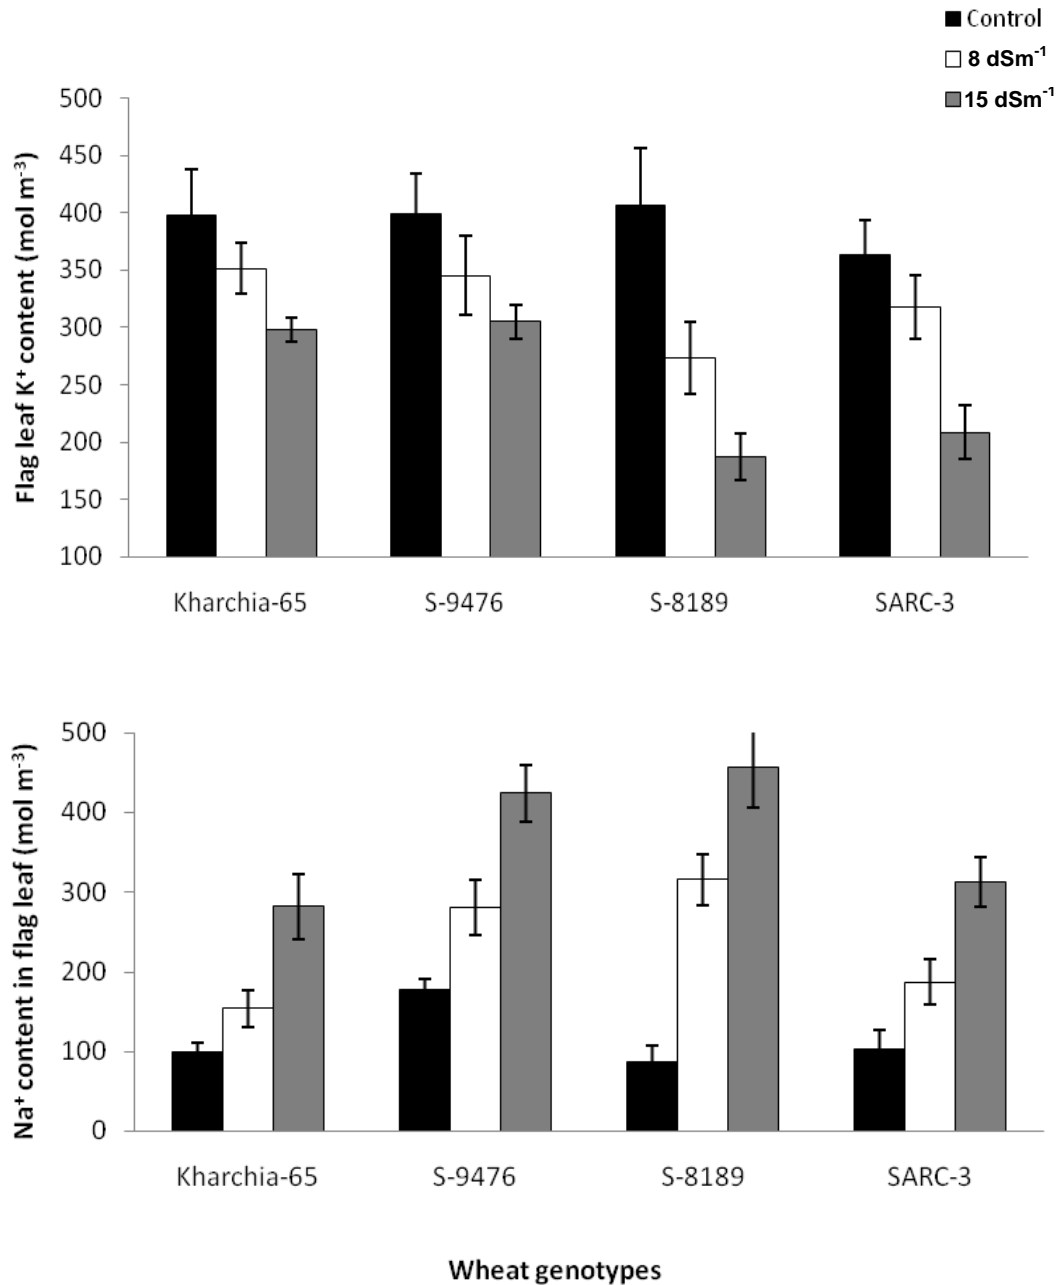 Control
8 dSm⁻¹
15 dSm⁻¹
Flag leaf K⁺ content (mol m⁻³)
500
450
400
350
300
250
200
150
100
Kharchia-65 S-9476 S-8189 SARC-3
Na⁺ content in flag leaf (mol m⁻³)
500
400
300
200
100
0
Kharchia-65 S-9476 S-8189 SARC-3
Wheat genotypes